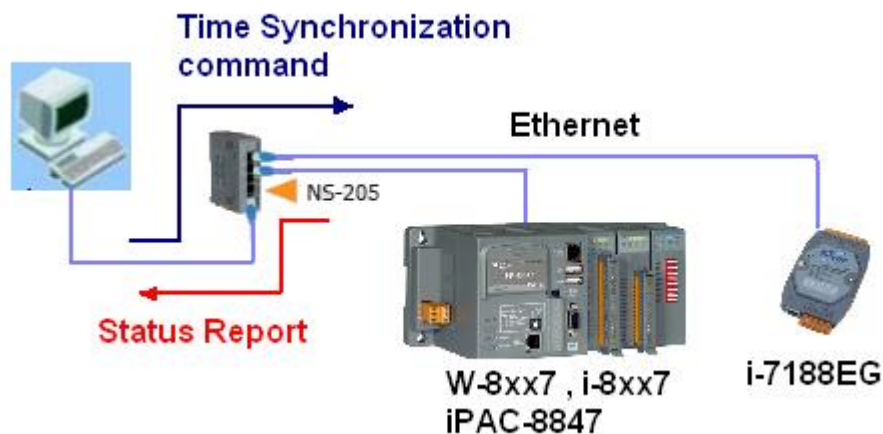 Time Synchronization
command
Ethernet
NS-205
Status Report
W-8xx7 , i-8xx7
iPAC-8847
i-7188EG